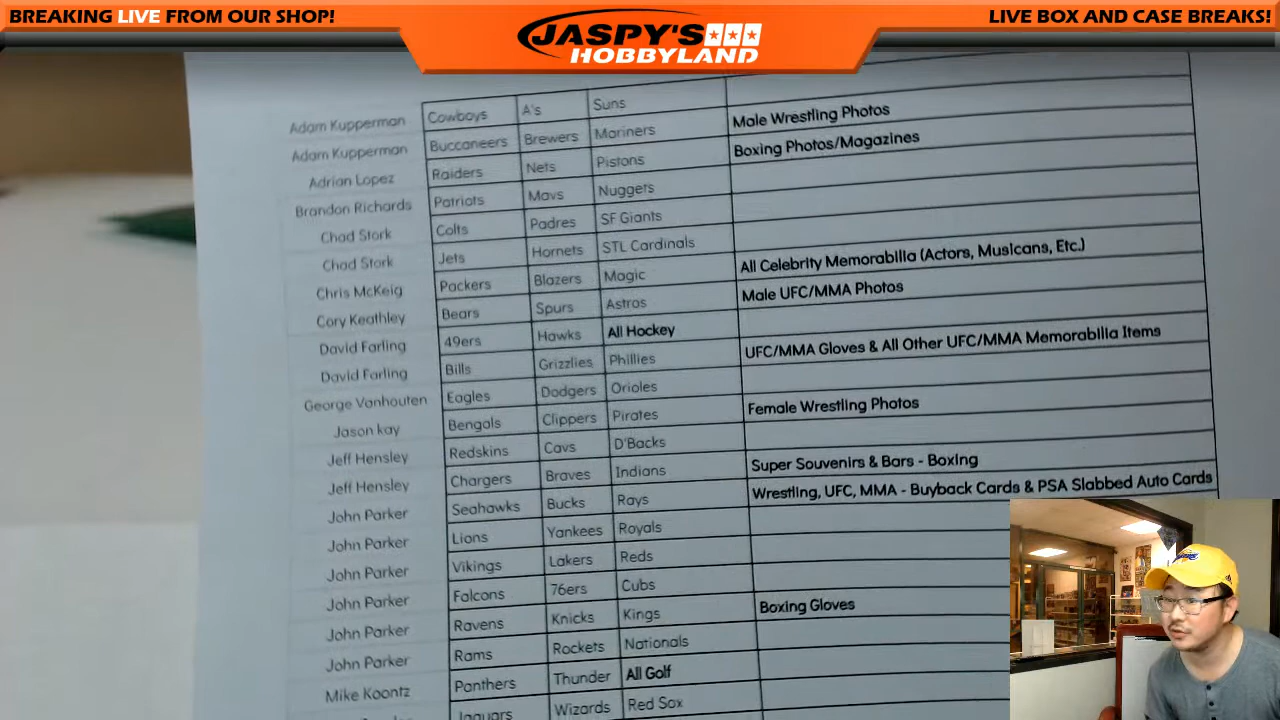 BREAKING LIVE FROM OUR SHOP!
JASPY'S
HOBBYLAND
LIVE BOX AND CASE BREAKS!
Adam Kupperman Cowboys A's Suns
Adam Kupperman Buccaneers Brewers Mariners Male Wrestling Photos
Adrian Lopez Raiders Nets Pistons Boxing Photos/Magazines
Brandon Richards Patriots Mavs Nuggets
Chad Stork Colts Padres SF Giants
Chad Stork Jets Hornets STL Cardinals
Chris McKeig Packers Blazers Magic All Celebrity Memorabilia (Actors, Musicans, Etc.)
Cory Keathley Bears Spurs Astros Male UFC/MMA Photos
David Farling 49ers Hawks All Hockey
David Farling Bills Grizzlies Phillies UFC/MMA Gloves & All Other UFC/MMA Memorabilia Items
George Vanhouten Eagles Dodgers Orioles
Jason kay Bengals Clippers Pirates Female Wrestling Photos
Jeff Hensley Redskins Cavs D'Backs
Jeff Hensley Chargers Braves Indians Super Souvenirs & Bars - Boxing
John Parker Seahawks Bucks Rays Wrestling, UFC, MMA - Buyback Cards & PSA Slabbed Auto Cards
John Parker Lions Yankees Royals
John Parker Vikings Lakers Reds
John Parker Falcons 76ers Cubs
John Parker Ravens Knicks Kings Boxing Gloves
John Parker Rams Rockets Nationals
Mike Koontz Panthers Thunder All Golf
Jaguars Wizards Red Sox